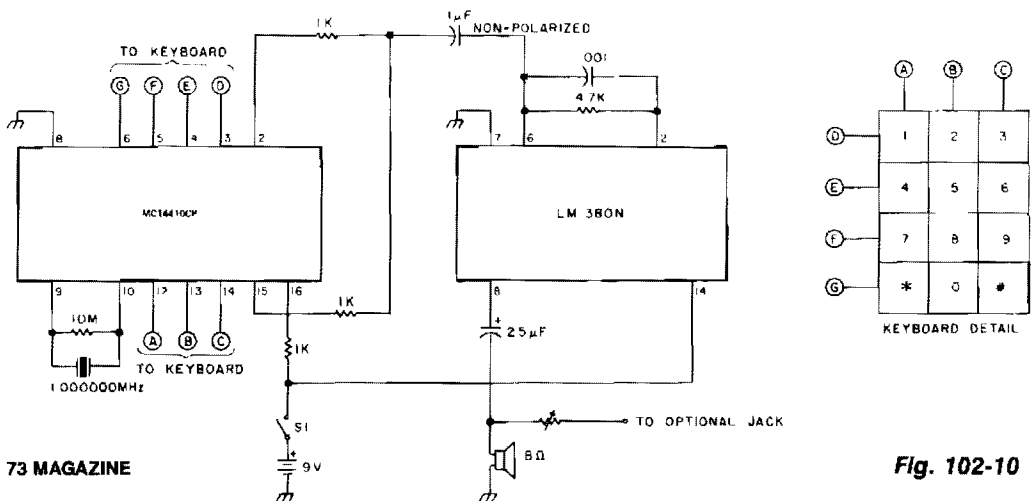 1K
1µF
NON-POLARIZED
TO KEYBOARD
G F E D
8 6 5 4 3 2
.001
4.7K
7 6 2
A B C
D 1 2 3
E 4 5 6
F 7 8 9
G * 0 #
KEYBOARD DETAIL
MC14410CP
LM 380N
9 10 12 13 14 15 16
8 14
10M
A B C
TO KEYBOARD
1.000000MHz
1K
1K
+
25µF
S1
+
9V
TO OPTIONAL JACK
8Ω
73 MAGAZINE
Fig. 102-10